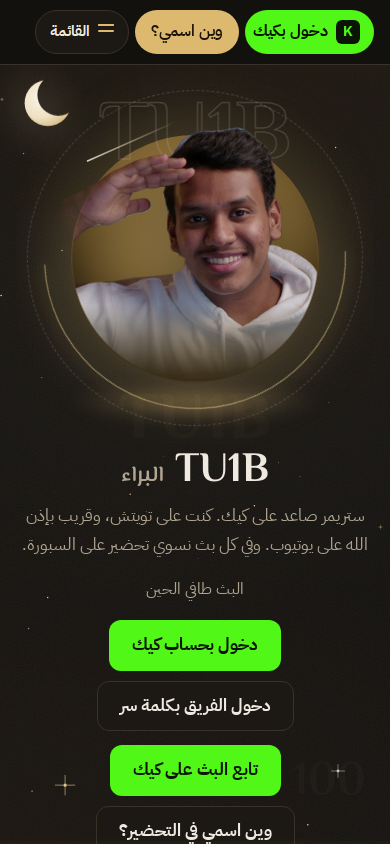 دخول بكيك K
وين اسمي؟
القائمة
TU1B
TU1B
TU1B البراء
ستريمر صاعد على كيك. كنت على تويتش، وقريب بإذن
الله على يوتيوب. وفي كل بث نسوي تحضير على السبورة.
البث طافي الحين
دخول بحساب كيك
دخول الفريق بكلمة سر
تابع البث على كيك
100
وين اسمي في التحضير؟